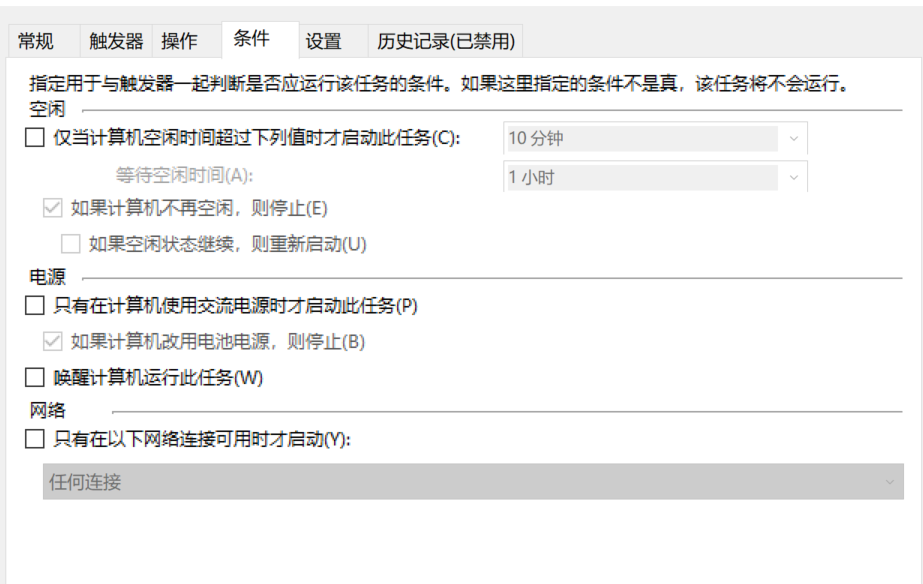 常规 触发器 操作 条件 设置 历史记录(已禁用)
指定用于与触发器一起判断是否应运行该任务的条件。如果这里指定的条件不是真，该任务将不会运行。
空闲
仅当计算机空闲时间超过下列值时才启动此任务(C): 10 分钟
等待空闲时间(A): 1 小时
如果计算机不再空闲，则停止(E)
如果空闲状态继续，则重新启动(U)
电源
只有在计算机使用交流电源时才启动此任务(P)
如果计算机改用电池电源，则停止(B)
唤醒计算机运行此任务(W)
网络
只有在以下网络连接可用时才启动(Y):
任何连接